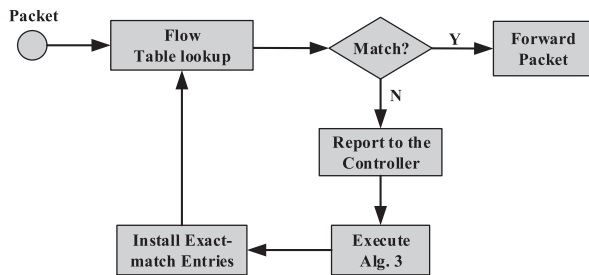 Packet
Flow
Table lookup
Match?
Y
Forward
Packet
N
Report to the
Controller
Execute
Alg. 3
Install Exact-
match Entries